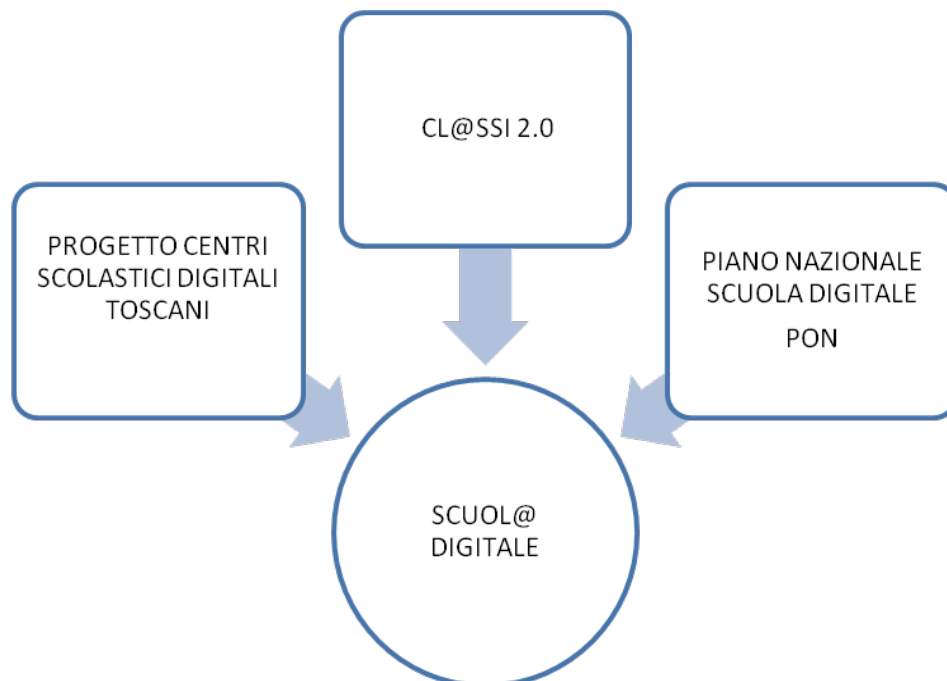 CL@SSI 2.0
PROGETTO CENTRI
SCOLASTICI DIGITALI
TOSCANI
PIANO NAZIONALE
SCUOLA DIGITALE
PON
SCUOL@
DIGITALE